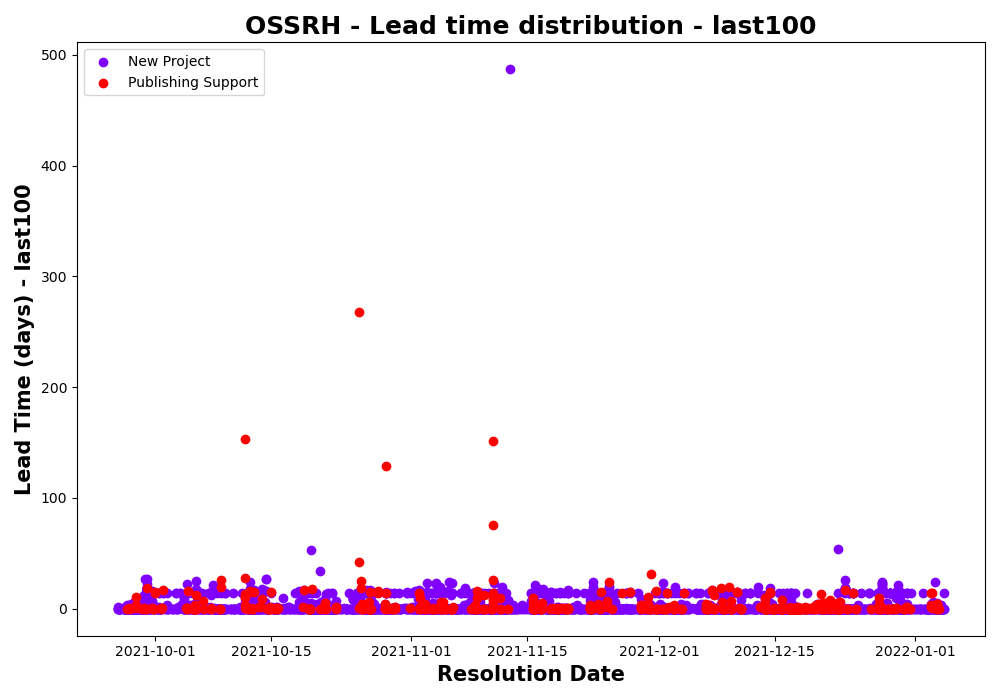 OSSRH - Lead time distribution - last100
New Project
Publishing Support
Lead Time (days) - last100
500
400
300
200
100
0
2021-10-01 2021-10-15 2021-11-01 2021-11-15 2021-12-01 2021-12-15 2022-01-01
Resolution Date